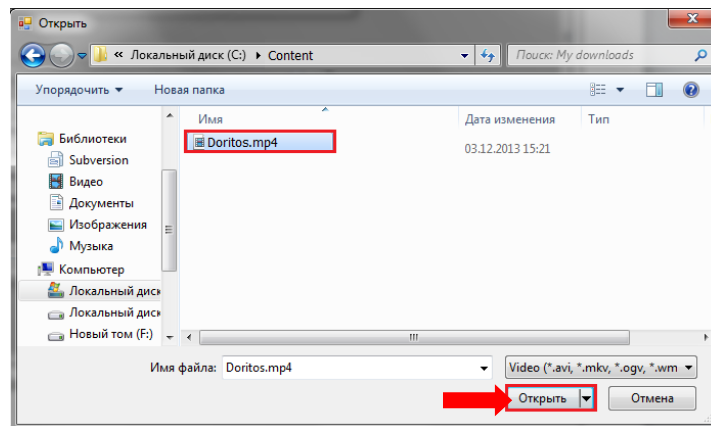 Открыть
« Локальный диск (C:) Content
Поиск: My downloads
Упорядочить Новая папка
Имя Дата изменения Тип
Doritos.mp4 03.12.2013 15:21
Библиотеки
Subversion
Видео
Документы
Изображения
Музыка
Компьютер
Локальный диск
Локальный диск
Новый том (F:)
Имя файла: Doritos.mp4 Video (*.avi, *.mkv, *.ogv, *.wm
Открыть Отмена